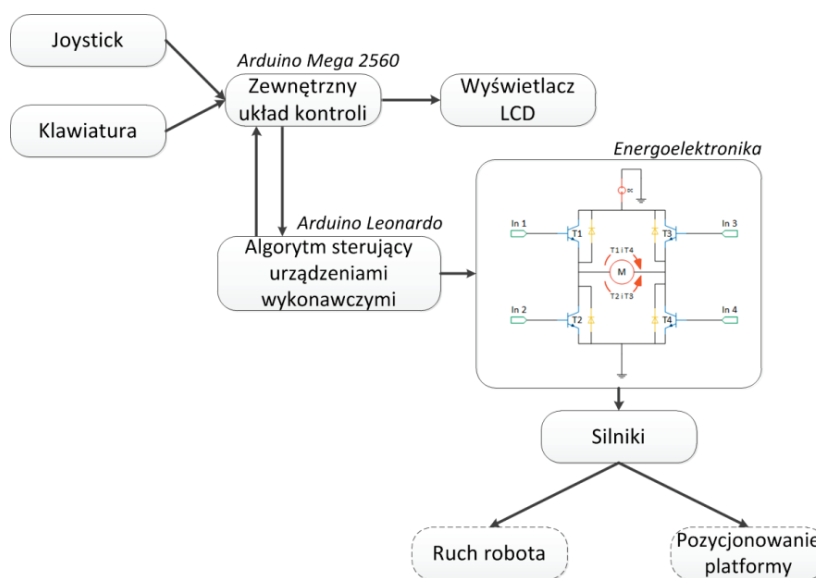 Joystick
Arduino Mega 2560
Zewnętrzny
układ kontroli
Wyświetlacz
LCD
Klawiatura
Energoelektronika
DC
In 1
T1
T3
In 3
T1 i T4
M
T2 i T3
In 2
T2
T4
In 4
Arduino Leonardo
Algorytm sterujący
urządzeniami
wykonawczymi
Silniki
Ruch robota
Pozycjonowanie
platformy